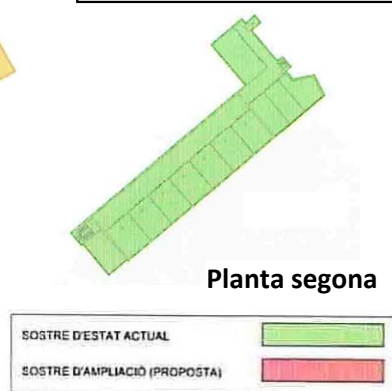 Planta segona
SOSTRE D'ESTAT ACTUAL
SOSTRE D'AMPLIACIÓ (PROPOSTA)